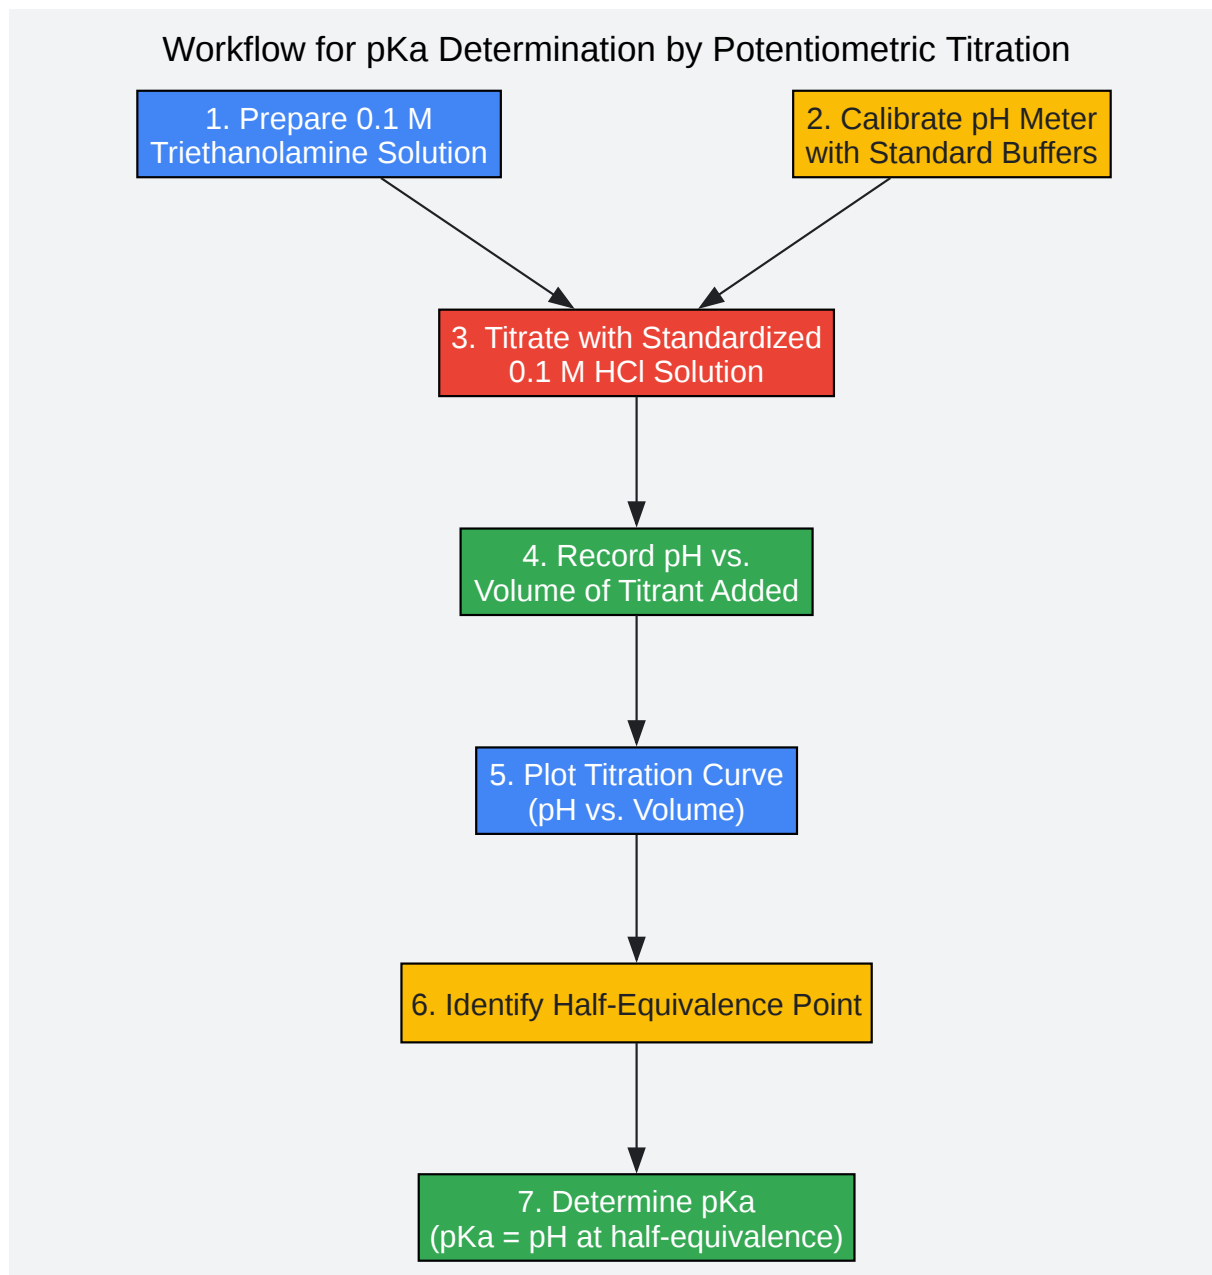 Workflow for pKa Determination by Potentiometric Titration
1. Prepare 0.1 M
Triethanolamine Solution
2. Calibrate pH Meter
with Standard Buffers
3. Titrate with Standardized
0.1 M HCl Solution
4. Record pH vs.
Volume of Titrant Added
5. Plot Titration Curve
(pH vs. Volume)
6. Identify Half-Equivalence Point
7. Determine pKa
(pKa = pH at half-equivalence)